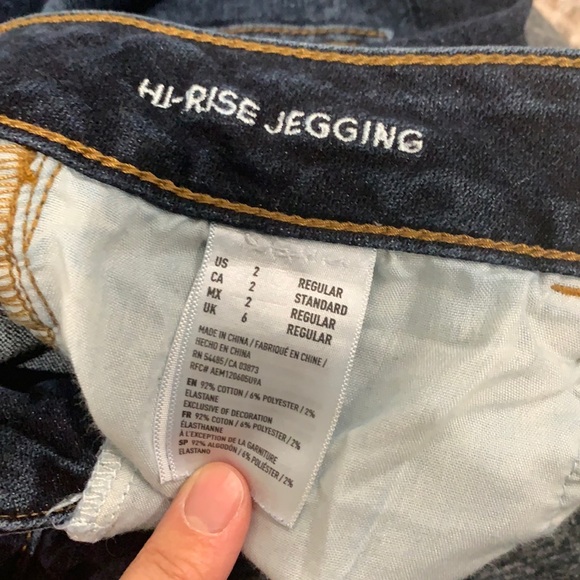 HI-RISE JEGGING
US 2 REGULAR
CA 2 STANDARD
MX 2 REGULAR
UK 6 REGULAR
MADE IN CHINA / FABRIQUÉ EN CHINE /
HECHO EN CHINA
RN 54485/CA 03873
RFC# AEM120605U9A
EN 92% COTTON / 6% POLYESTER / 2%
ELASTANE
EXCLUSIVE OF DECORATION
FR 92% COTON / 6% POLYESTER / 2%
ÉLASTHANNE
À L'EXCEPTION DE LA GARNITURE
SP 92% ALGODÓN / 6% POLIÉSTER / 2%
ELASTANO